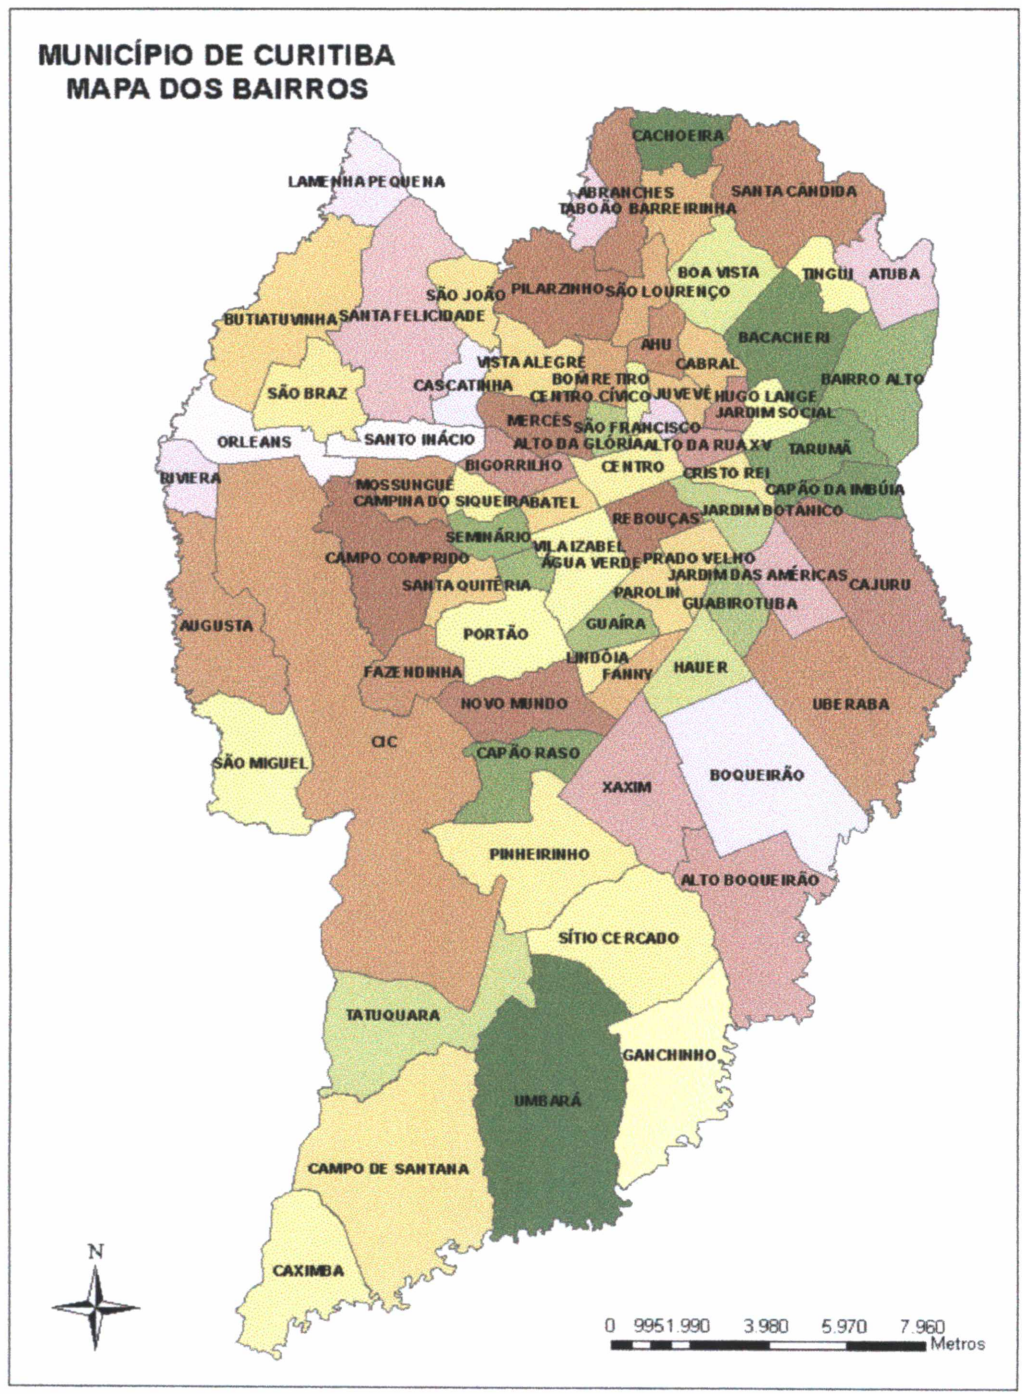 MUNICÍPIO DE CURITIBA
MAPA DOS BAIRROS
CACHOEIRA
LAMENHA PEQUENA
ABRANCHES
SANTA CÂNDIDA
TABOÃO
BARREIRINHA
BOA VISTA
TINGUI
ATUBA
SÃO JOÃO
PILARZINHO
SÃO LOURENÇO
BUTIATUVINHA
SANTA FELICIDADE
BACACHERI
AHU
VISTA ALEGRE
CABRAL
BOM RETIRO
BAIRRO ALTO
CASCATINHA
SÃO BRAZ
CENTRO CÍVICO
JUVEVÊ
HUGO LANGE
JARDIM SOCIAL
MERCÊS
SÃO FRANCISCO
ORLEANS
SANTO INÁCIO
ALTO DA GLÓRIA
ALTO DA RUA XV
TARUMÃ
BIGORRILHO
CENTRO
CRISTO REI
RIVIERA
MOSSUNGUÊ
CAPÃO DA IMBÚIA
CAMPINA DO SIQUEIRA
BATEL
JARDIM BOTÂNICO
REBOUÇAS
SEMINÁRIO
VILA IZABEL
CAMPO COMPRIDO
ÁGUA VERDE
PRADO VELHO
JARDIM DAS AMÉRICAS
CAJURU
SANTA QUITÉRIA
PAROLIN
GUABIROTUBA
AUGUSTA
GUAÍRA
PORTÃO
LINDÓIA
HAUER
FAZENDINHA
FANNY
NOVO MUNDO
UBERABA
CIC
CAPÃO RASO
SÃO MIGUEL
BOQUEIRÃO
XAXIM
PINHEIRINHO
ALTO BOQUEIRÃO
SÍTIO CERCADO
TATUQUARA
GANCHINHO
UMBARÁ
CAMPO DE SANTANA
CAXIMBA
N
0 995 1.990 3.980 5.970 7.960
Metros